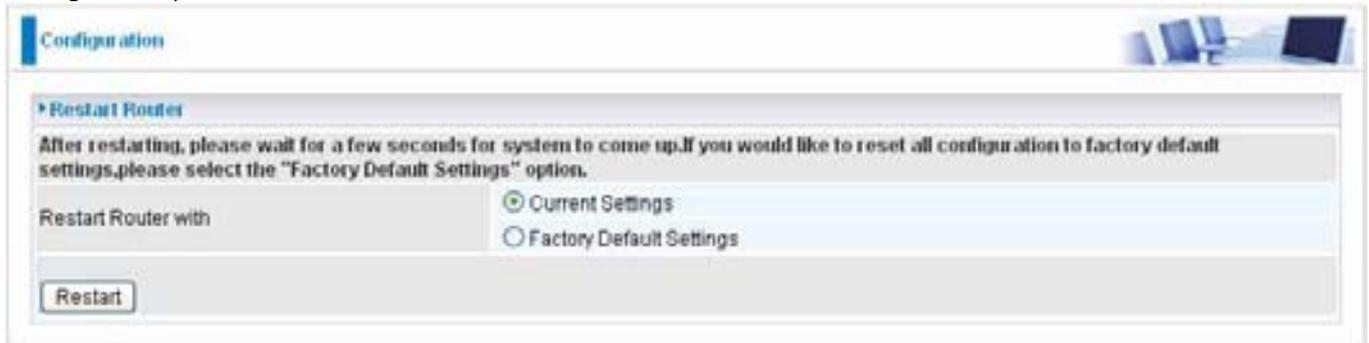 Configuration
▸Restart Router
After restarting, please wait for a few seconds for system to come up.If you would like to reset all configuration to factory default
settings,please select the "Factory Default Settings" option.
Restart Router with
Current Settings
Factory Default Settings
Restart